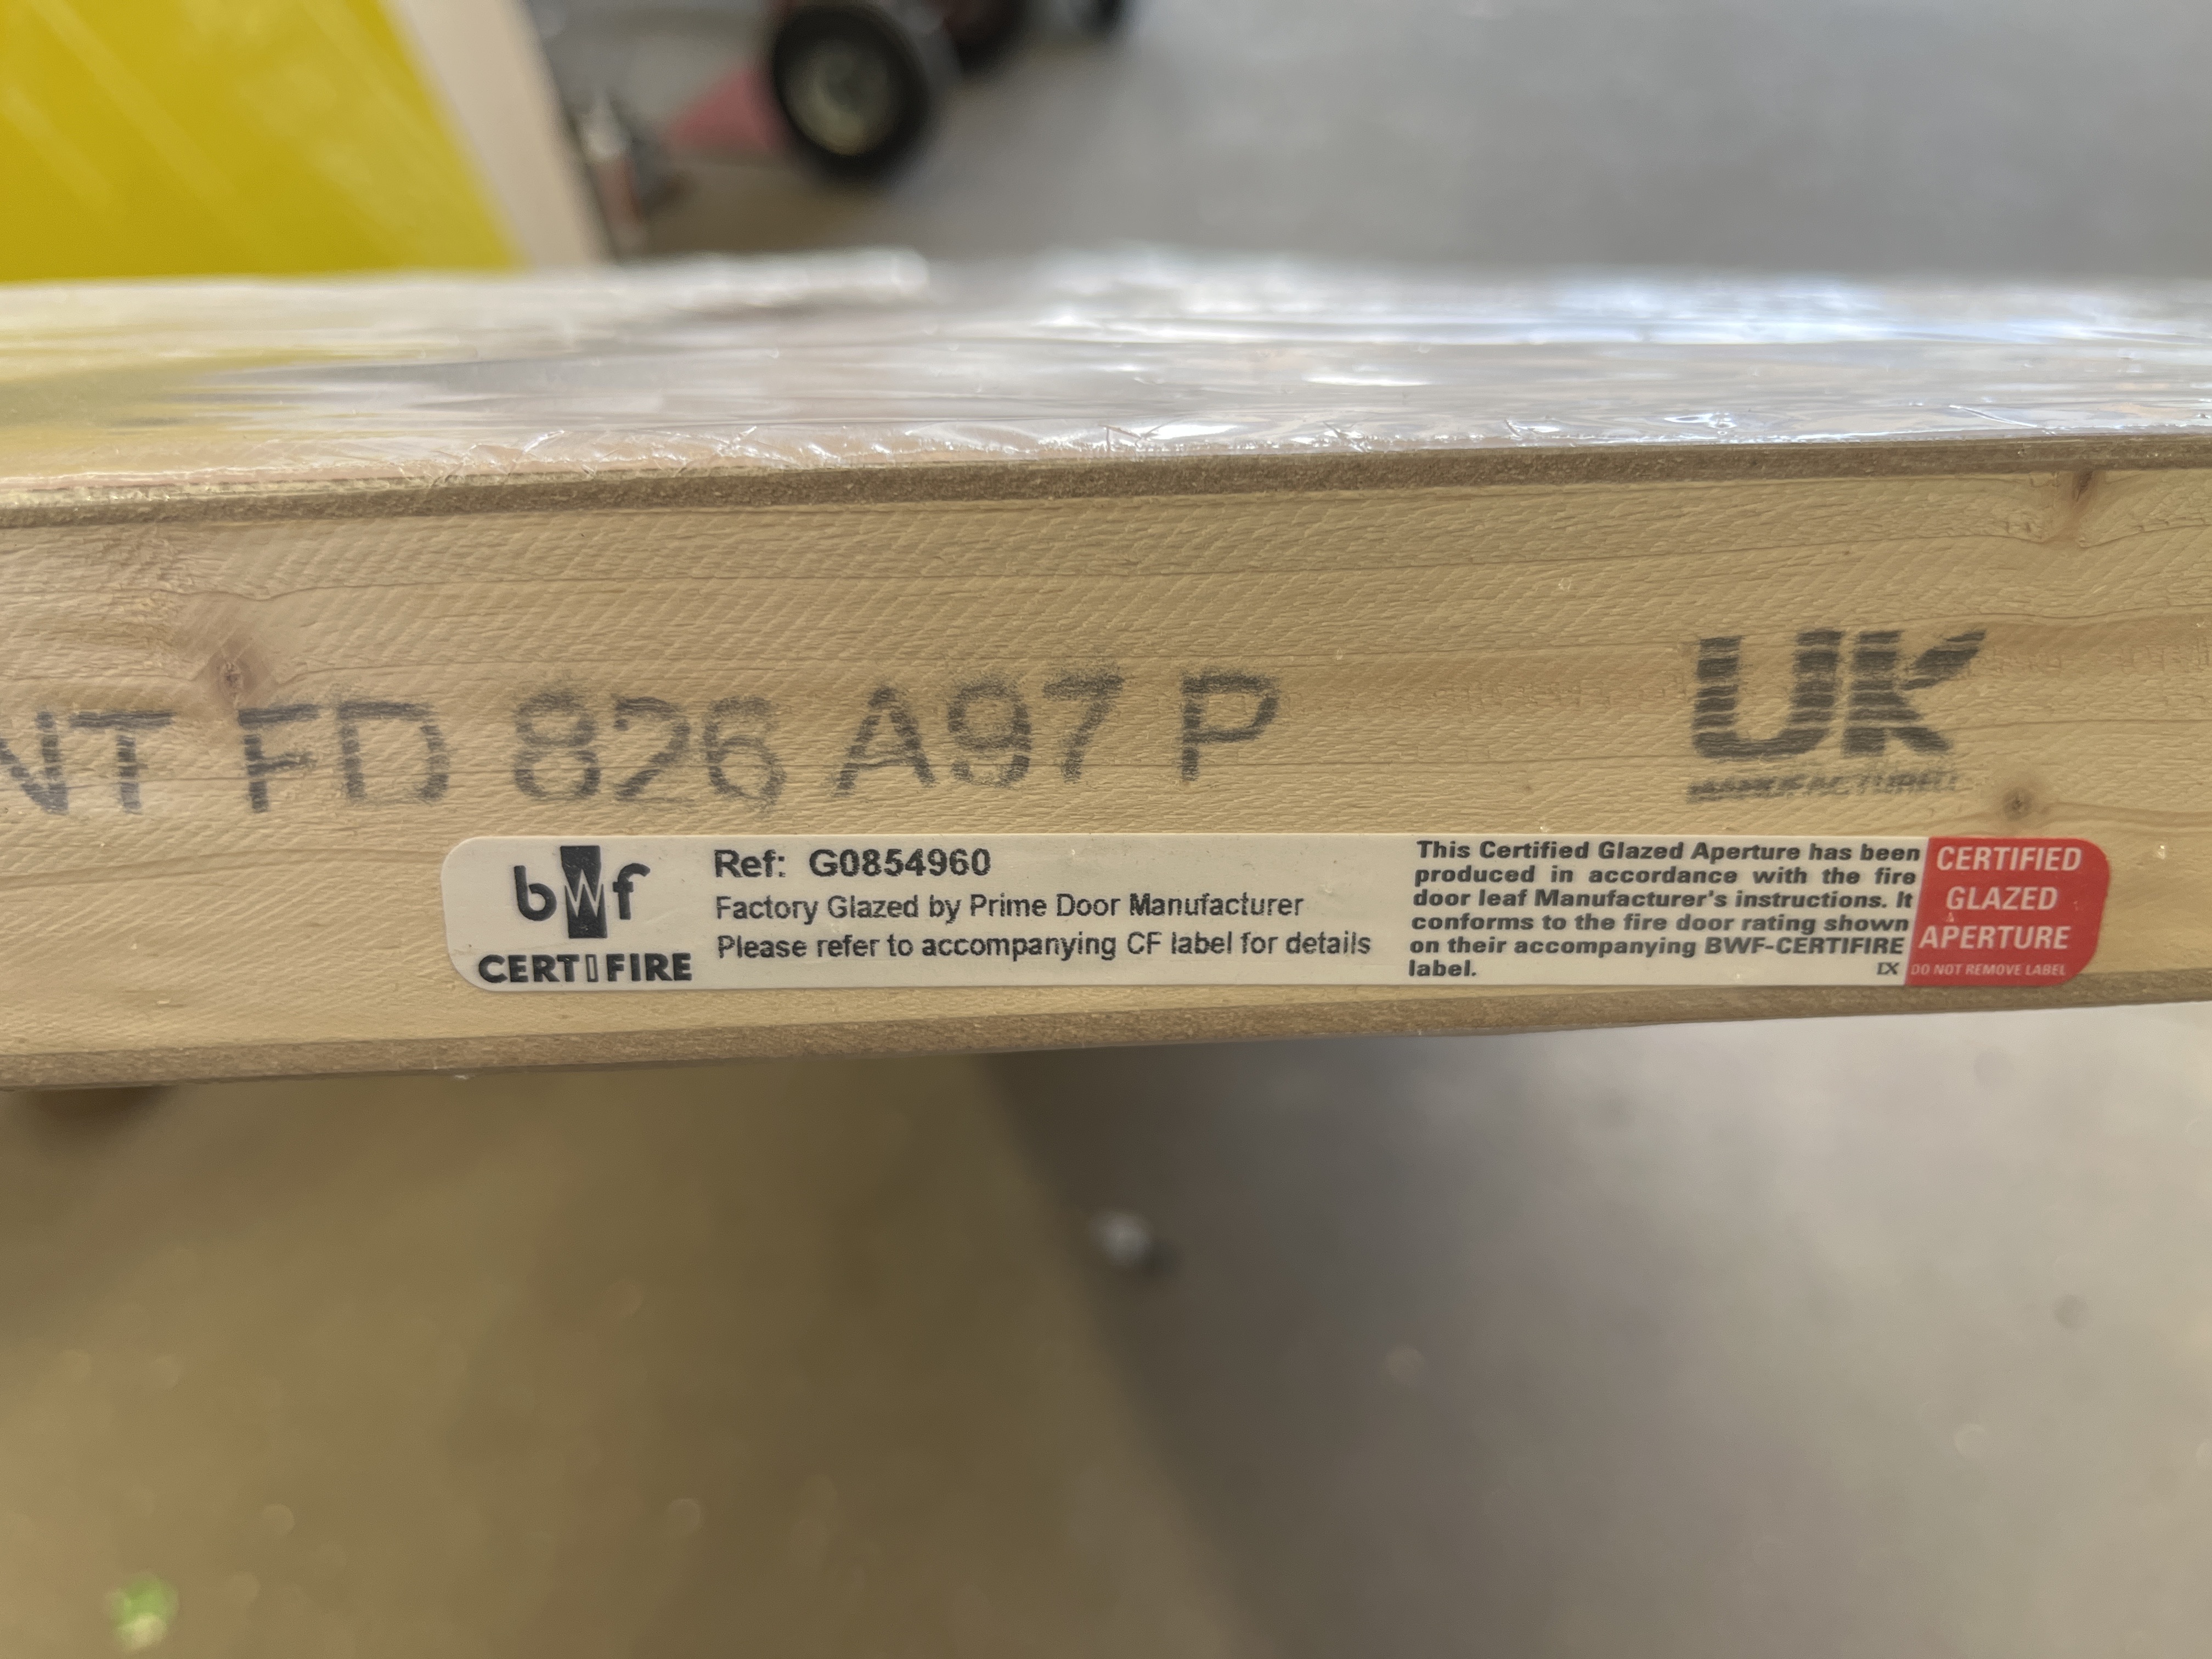 NT FD 826 A97 P
UK
MANUFACTURED
bwf
CERTIFIRE
Ref: G0854960
Factory Glazed by Prime Door Manufacturer
Please refer to accompanying CF label for details
This Certified Glazed Aperture has been
produced in accordance with the fire
door leaf Manufacturer's instructions. It
conforms to the fire door rating shown
on their accompanying BWF-CERTIFIRE
label.
IX
CERTIFIED
GLAZED
APERTURE
DO NOT REMOVE LABEL